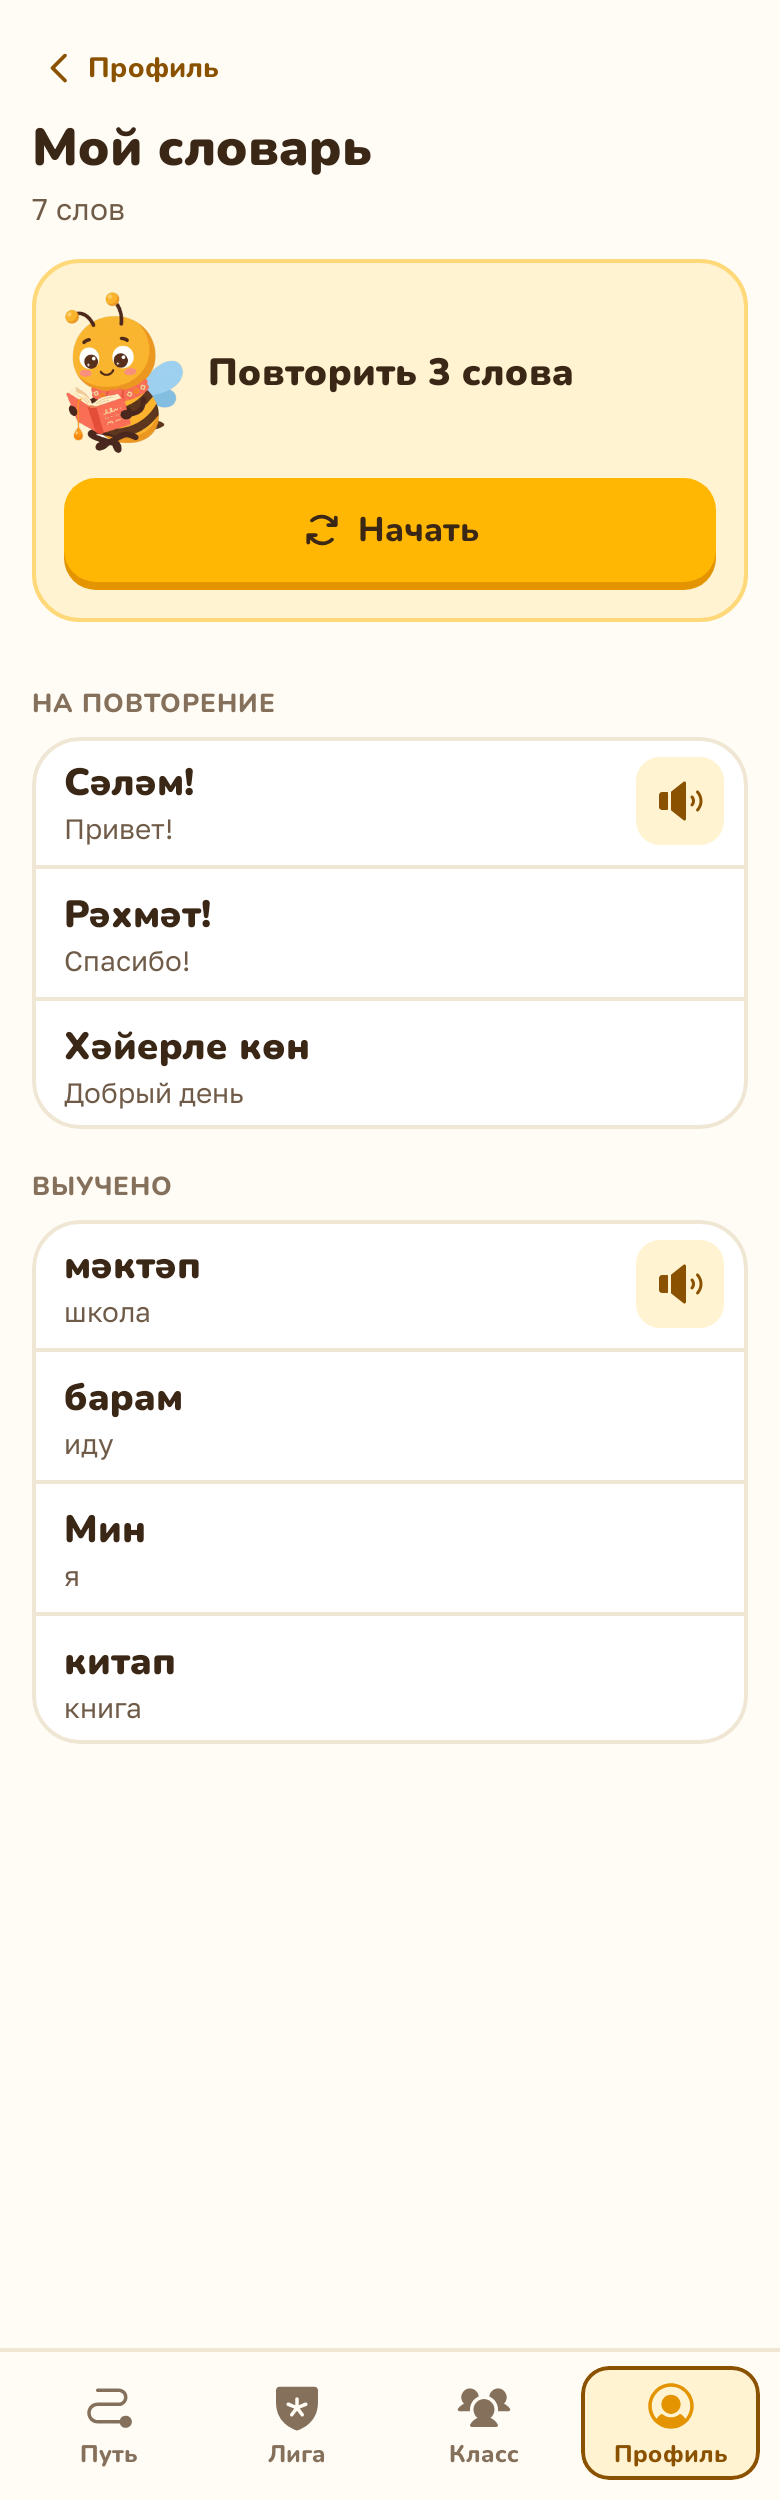 Профиль
Мой словарь
7 слов
Повторить 3 слова
Начать
НА ПОВТОРЕНИЕ
Сәләм!
Привет!
Рәхмәт!
Спасибо!
Хәйерле көн
Добрый день
ВЫУЧЕНО
мәктәп
школа
барам
иду
Мин
я
китап
книга
Путь
Лига
Класс
Профиль